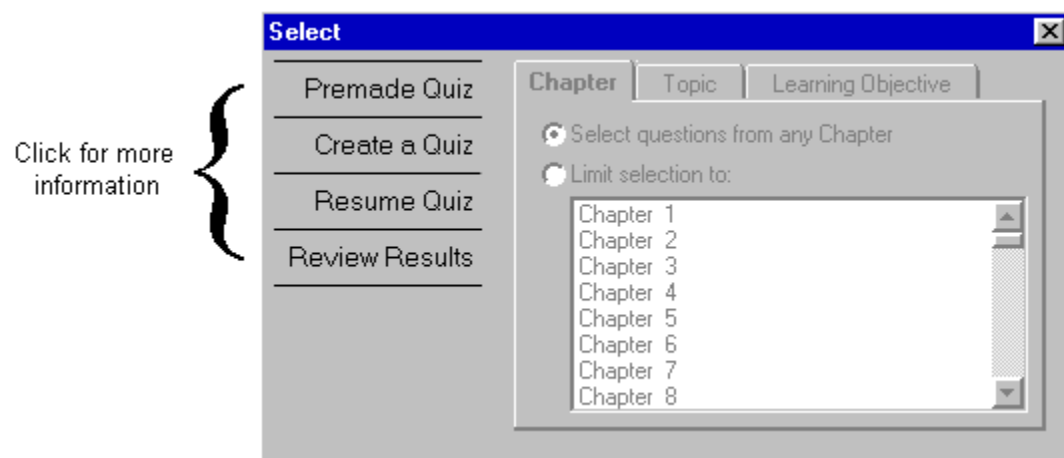 Select
Click for more
information
Premade Quiz
Create a Quiz
Resume Quiz
Review Results
Chapter Topic Learning Objective
Select questions from any Chapter
Limit selection to:
Chapter 1
Chapter 2
Chapter 3
Chapter 4
Chapter 5
Chapter 6
Chapter 7
Chapter 8